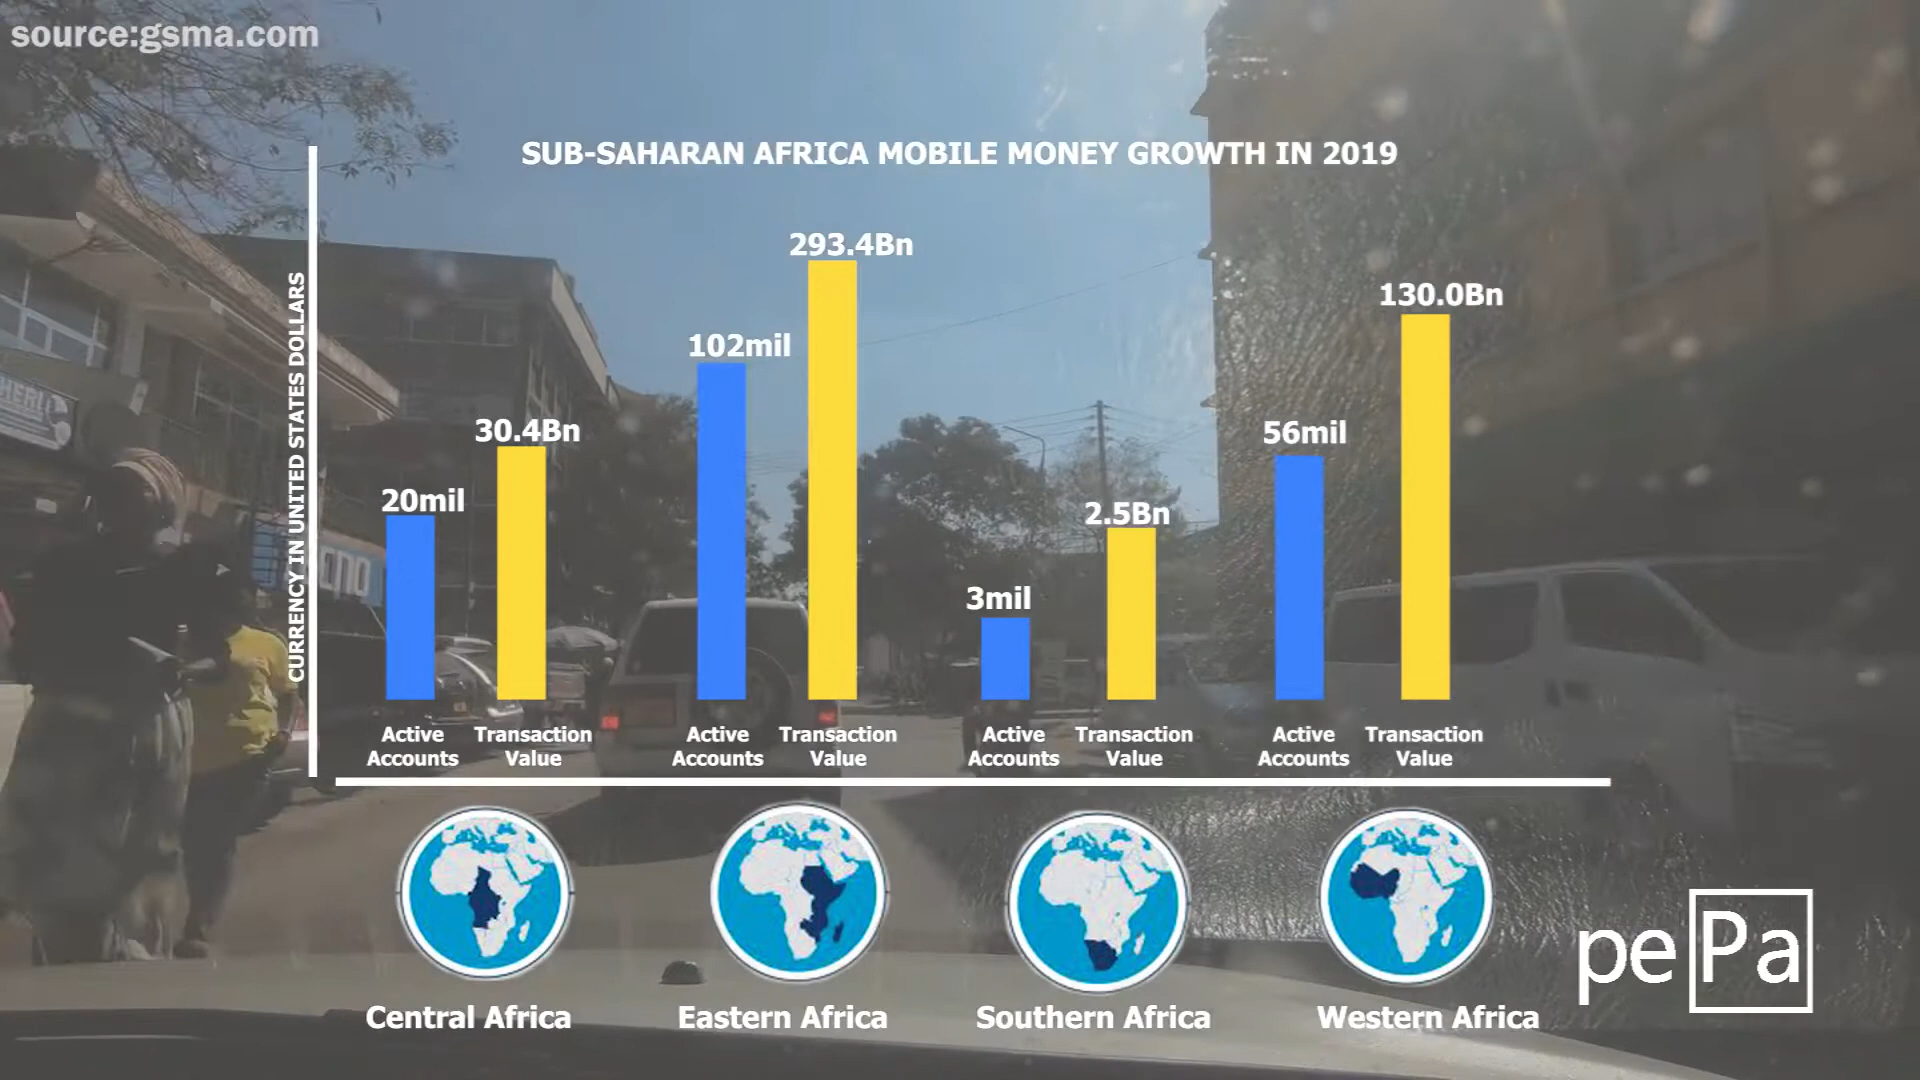 source:gsma.com
SUB-SAHARAN AFRICA MOBILE MONEY GROWTH IN 2019
CURRENCY IN UNITED STATES DOLLARS
20mil
30.4Bn
102mil
293.4Bn
3mil
2.5Bn
56mil
130.0Bn
Active
Accounts
Transaction
Value
Active
Accounts
Transaction
Value
Active
Accounts
Transaction
Value
Active
Accounts
Transaction
Value
Central Africa
Eastern Africa
Southern Africa
Western Africa
pePa